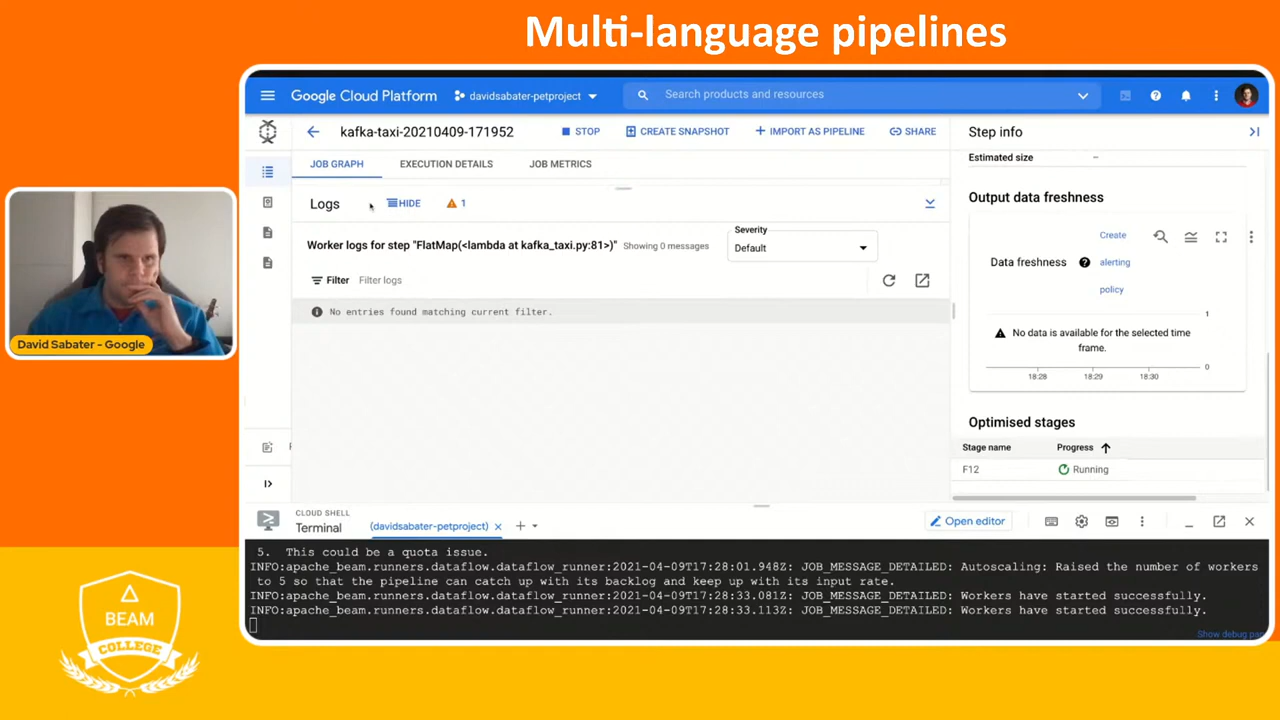 Multi-language pipelines
Google Cloud Platform
davidsabater-petproject
Search products and resources
kafka-taxi-20210409-171952
STOP
CREATE SNAPSHOT
IMPORT AS PIPELINE
SHARE
Step info
JOB GRAPH
EXECUTION DETAILS
JOB METRICS
Estimated size
–
Logs
HIDE
1
Output data freshness
Worker logs for step "FlatMap(<lambda at kafka_taxi.py:81>)"
Showing 0 messages
Severity
Default
Data freshness
Create
alerting
policy
Filter
Filter logs
No entries found matching current filter.
1
No data is available for the selected time
frame.
0
18:28
18:29
18:30
David Sabater - Google
Optimised stages
Stage name
Progress
F12
Running
CLOUD SHELL
Terminal
(davidsabater-petproject)
Open editor
5. This could be a quota issue.
INFO:apache_beam.runners.dataflow.dataflow_runner:2021-04-09T17:28:01.948Z: JOB_MESSAGE_DETAILED: Autoscaling: Raised the number of workers
to 5 so that the pipeline can catch up with its backlog and keep up with its input rate.
INFO:apache_beam.runners.dataflow.dataflow_runner:2021-04-09T17:28:33.081Z: JOB_MESSAGE_DETAILED: Workers have started successfully.
INFO:apache_beam.runners.dataflow.dataflow_runner:2021-04-09T17:28:33.113Z: JOB_MESSAGE_DETAILED: Workers have started successfully.
Show debug
BEAM
COLLEGE